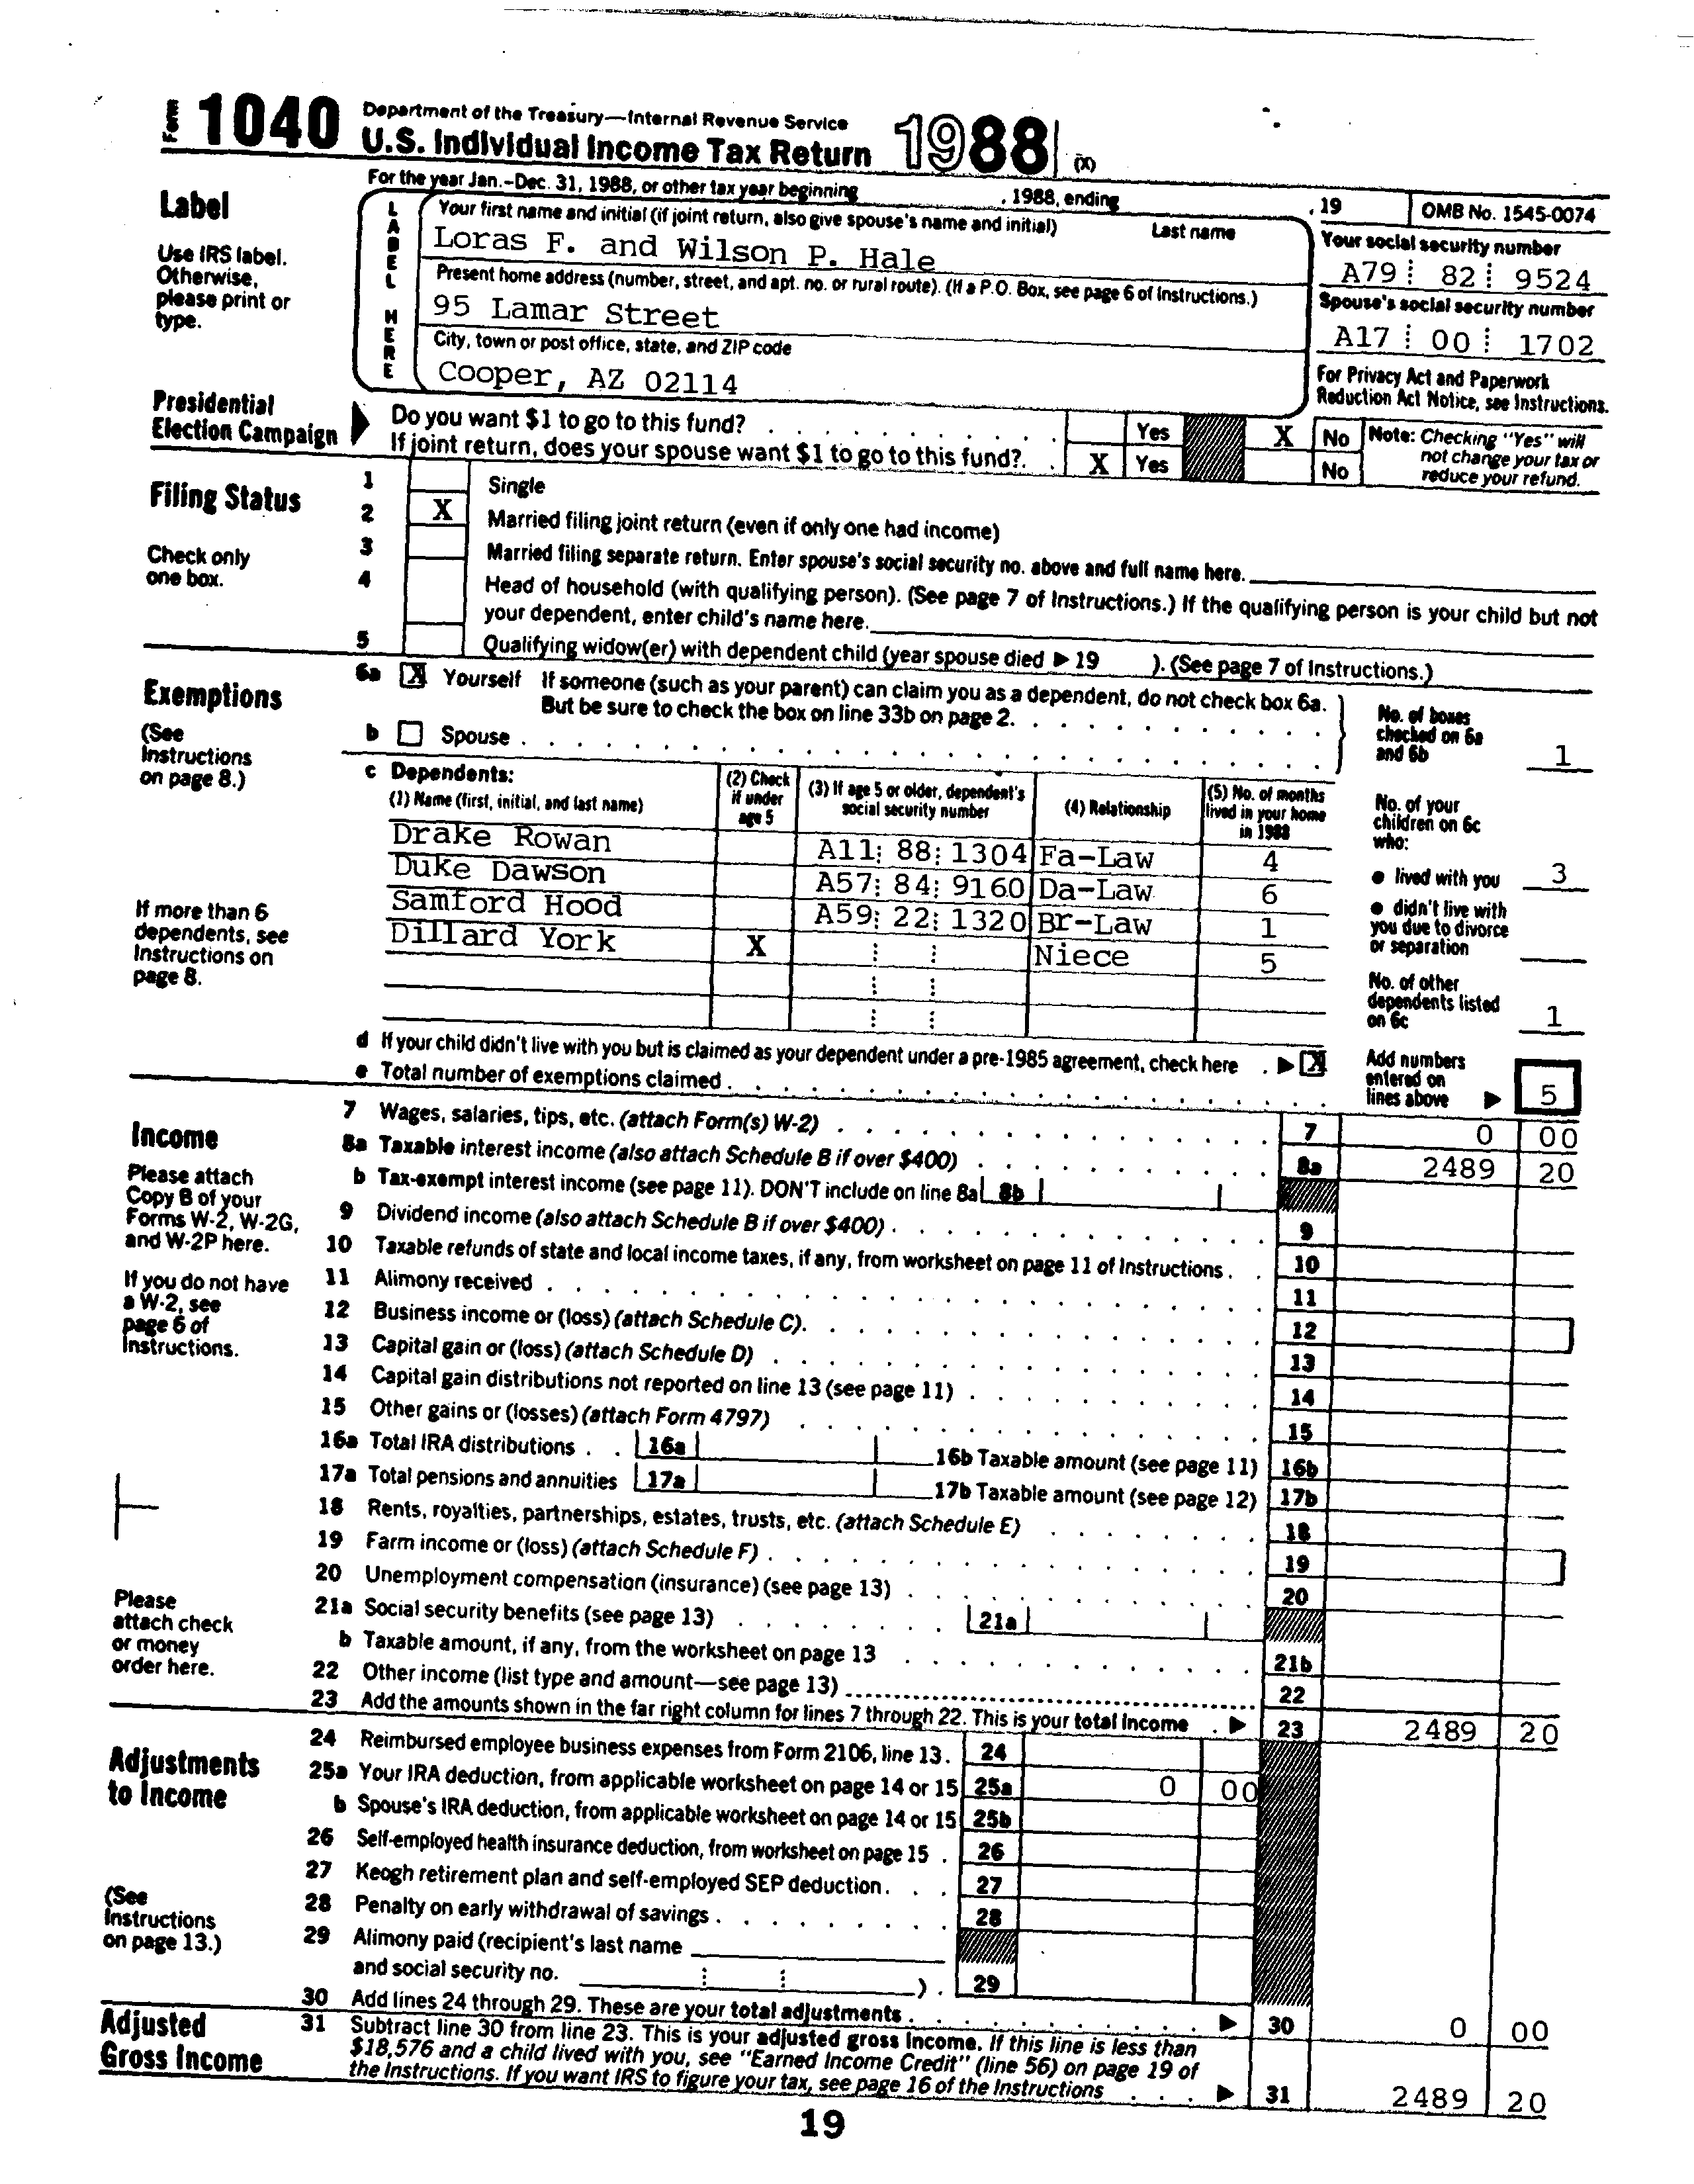 Form 1040 Department of the Treasury—Internal Revenue Service
U.S. Individual Income Tax Return 1988 (X)
For the year Jan.–Dec. 31, 1988, or other tax year beginning , 1988, ending , 19 OMB No. 1545-0074
Label
Use IRS label.
Otherwise,
please print or
type.
LABEL HERE
Your first name and initial (if joint return, also give spouse's name and initial) Last name
Loras F. and Wilson P. Hale
Present home address (number, street, and apt. no. or rural route). (If a P.O. Box, see page 6 of Instructions.)
95 Lamar Street
City, town or post office, state, and ZIP code
Cooper, AZ 02114
Your social security number
A79 82 9524
Spouse's social security number
A17 00 1702
For Privacy Act and Paperwork
Reduction Act Notice, see Instructions.
Presidential
Election Campaign
Do you want $1 to go to this fund? . . . . . . . . . . Yes X No
If joint return, does your spouse want $1 to go to this fund?. . X Yes No
Note: Checking "Yes" will
not change your tax or
reduce your refund.
Filing Status
Check only
one box.
1 Single
2 X Married filing joint return (even if only one had income)
3 Married filing separate return. Enter spouse's social security no. above and full name here.
4 Head of household (with qualifying person). (See page 7 of Instructions.) If the qualifying person is your child but not
your dependent, enter child's name here.
5 Qualifying widow(er) with dependent child (year spouse died ▶ 19 ). (See page 7 of Instructions.)
Exemptions
(See
Instructions
on page 8.)
If more than 6
dependents, see
Instructions on
page 8.
6a X Yourself If someone (such as your parent) can claim you as a dependent, do not check box 6a.
But be sure to check the box on line 33b on page 2. . . . . . . . . . .
b Spouse . . . . . . . . . . . . . . . . . . . . . . . .
No. of boxes
checked on 6a
and 6b 1
c Dependents:
(1) Name (first, initial, and last name)
(2) Check
if under
age 5
(3) If age 5 or older, dependent's
social security number
(4) Relationship
(5) No. of months
lived in your home
in 1988
Drake Rowan A11 88 1304 Fa-Law 4
Duke Dawson A57 84 9160 Da-Law 6
Samford Hood A59 22 1320 Br-Law 1
Dillard York X Niece 5
No. of your
children on 6c
who:
● lived with you 3
● didn't live with
you due to divorce
or separation
No. of other
dependents listed
on 6c 1
d If your child didn't live with you but is claimed as your dependent under a pre-1985 agreement, check here . ▶ X
e Total number of exemptions claimed . . . . . . . . . . . . . . . . . .
Add numbers
entered on
lines above ▶ 5
Income
Please attach
Copy B of your
Forms W-2, W-2G,
and W-2P here.
If you do not have
a W-2, see
page 6 of
Instructions.
Please
attach check
or money
order here.
7 Wages, salaries, tips, etc. (attach Form(s) W-2) . . . . . . . . . . . . . . 7 0 00
8a Taxable interest income (also attach Schedule B if over $400) . . . . . . . . . 8a 2489 20
b Tax-exempt interest income (see page 11). DON'T include on line 8a 8b
9 Dividend income (also attach Schedule B if over $400) . . . . . . . . . . . . 9
10 Taxable refunds of state and local income taxes, if any, from worksheet on page 11 of Instructions . . 10
11 Alimony received . . . . . . . . . . . . . . . . . . . . . . 11
12 Business income or (loss) (attach Schedule C). . . . . . . . . . . . . . 12
13 Capital gain or (loss) (attach Schedule D) . . . . . . . . . . . . . . . 13
14 Capital gain distributions not reported on line 13 (see page 11) . . . . . . . . . 14
15 Other gains or (losses) (attach Form 4797) . . . . . . . . . . . . . . 15
16a Total IRA distributions . . 16a 16b Taxable amount (see page 11) 16b
17a Total pensions and annuities 17a 17b Taxable amount (see page 12) 17b
18 Rents, royalties, partnerships, estates, trusts, etc. (attach Schedule E) . . . . . . . 18
19 Farm income or (loss) (attach Schedule F) . . . . . . . . . . . . . . . 19
20 Unemployment compensation (insurance) (see page 13) . . . . . . . . . . . 20
21a Social security benefits (see page 13) . . . . . . . . 21a
b Taxable amount, if any, from the worksheet on page 13 . . . . . . . . . . . 21b
22 Other income (list type and amount—see page 13) 22
23 Add the amounts shown in the far right column for lines 7 through 22. This is your total income . ▶ 23 2489 20
Adjustments
to Income
(See
Instructions
on page 13.)
24 Reimbursed employee business expenses from Form 2106, line 13 . 24
25a Your IRA deduction, from applicable worksheet on page 14 or 15 25a 0 00
b Spouse's IRA deduction, from applicable worksheet on page 14 or 15 25b
26 Self-employed health insurance deduction, from worksheet on page 15 . 26
27 Keogh retirement plan and self-employed SEP deduction . . . 27
28 Penalty on early withdrawal of savings . . . . . . . . . 28
29 Alimony paid (recipient's last name
and social security no. ) . 29
30 Add lines 24 through 29. These are your total adjustments . . . . . . . . . . ▶ 30 0 00
Adjusted
Gross Income
31 Subtract line 30 from line 23. This is your adjusted gross income. If this line is less than
$18,576 and a child lived with you, see "Earned Income Credit" (line 56) on page 19 of
the Instructions. If you want IRS to figure your tax, see page 16 of the Instructions . . . ▶ 31 2489 20
19